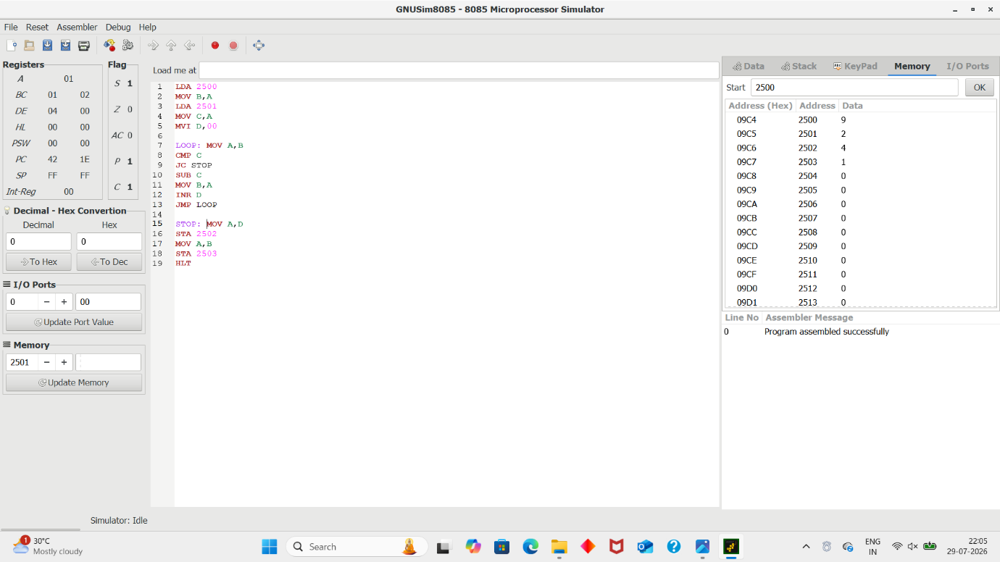 GNUSim8085 - 8085 Microprocessor Simulator
File Reset Assembler Debug Help
Registers
A 01
BC 01 02
DE 04 00
HL 00 00
PSW 00 00
PC 42 1E
SP FF FF
Int-Reg 00
Flag
S 1
Z 0
AC 0
P 1
C 1
Decimal - Hex Convertion
Decimal Hex
0 0
To Hex To Dec
I/O Ports
0 − + 00
Update Port Value
Memory
2501 − +
Update Memory
Load me at
1 LDA 2500
2 MOV B,A
3 LDA 2501
4 MOV C,A
5 MVI D,00
6
7 LOOP: MOV A,B
8 CMP C
9 JC STOP
10 SUB C
11 MOV B,A
12 INR D
13 JMP LOOP
14
15 STOP: MOV A,D
16 STA 2502
17 MOV A,B
18 STA 2503
19 HLT
Data Stack Abc KeyPad Memory I/O Ports
Start 2500 OK
Address (Hex) Address Data
09C4 2500 9
09C5 2501 2
09C6 2502 4
09C7 2503 1
09C8 2504 0
09C9 2505 0
09CA 2506 0
09CB 2507 0
09CC 2508 0
09CD 2509 0
09CE 2510 0
09CF 2511 0
09D0 2512 0
09D1 2513 0
Line No Assembler Message
0 Program assembled successfully
Simulator: Idle
1
30°C
Mostly cloudy
Search
ENG
IN
22:05
29-07-2026